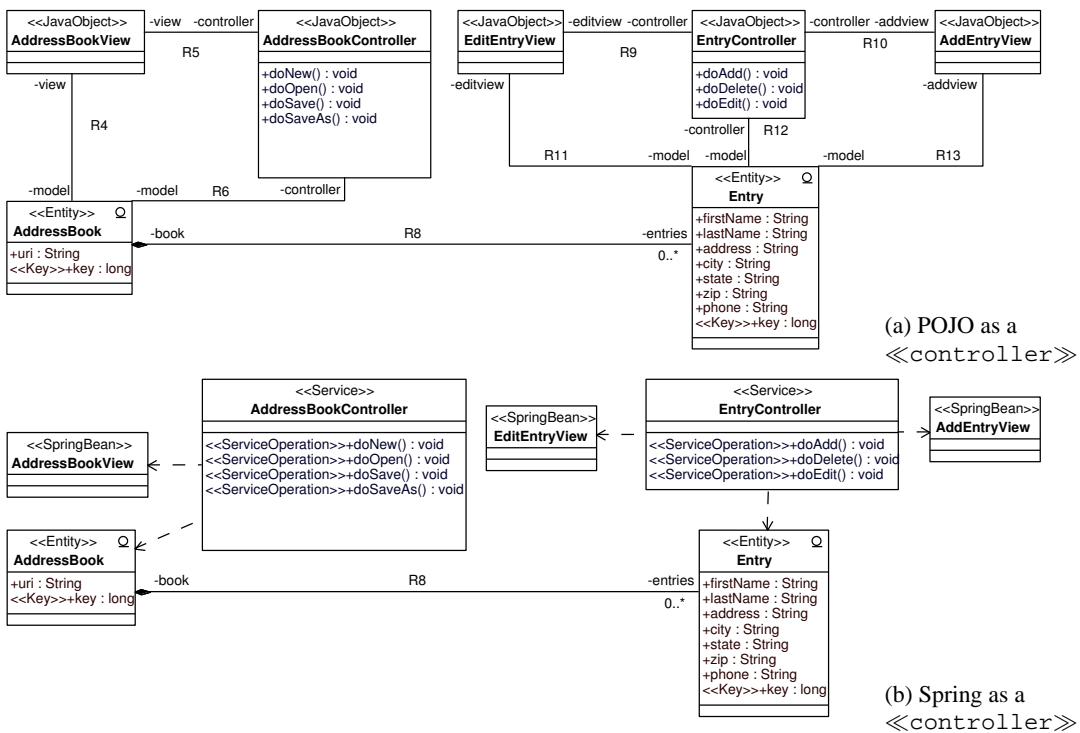 <<JavaObject>>
AddressBookView
-view -controller
R5
<<JavaObject>>
AddressBookController
+doNew() : void
+doOpen() : void
+doSave() : void
+doSaveAs() : void
-view
R4
-model
-model R6 -controller
<<JavaObject>>
EditEntryView
-editview -controller
R9
<<JavaObject>>
EntryController
+doAdd() : void
+doDelete() : void
+doEdit() : void
-controller -addview
R10
<<JavaObject>>
AddEntryView
-editview
-addview
-controller R12
R11 -model -model -model R13
<<Entity>>
AddressBook
+uri : String
<<Key>>+key : long
-book R8 -entries
0..*
<<Entity>>
Entry
+firstName : String
+lastName : String
+address : String
+city : String
+state : String
+zip : String
+phone : String
<<Key>>+key : long
(a) POJO as a
≪controller≫
<<SpringBean>>
AddressBookView
<<Service>>
AddressBookController
<<ServiceOperation>>+doNew() : void
<<ServiceOperation>>+doOpen() : void
<<ServiceOperation>>+doSave() : void
<<ServiceOperation>>+doSaveAs() : void
<<SpringBean>>
EditEntryView
<<Service>>
EntryController
<<ServiceOperation>>+doAdd() : void
<<ServiceOperation>>+doDelete() : void
<<ServiceOperation>>+doEdit() : void
<<SpringBean>>
AddEntryView
<<Entity>>
AddressBook
+uri : String
<<Key>>+key : long
-book R8 -entries
0..*
<<Entity>>
Entry
+firstName : String
+lastName : String
+address : String
+city : String
+state : String
+zip : String
+phone : String
<<Key>>+key : long
(b) Spring as a
≪controller≫